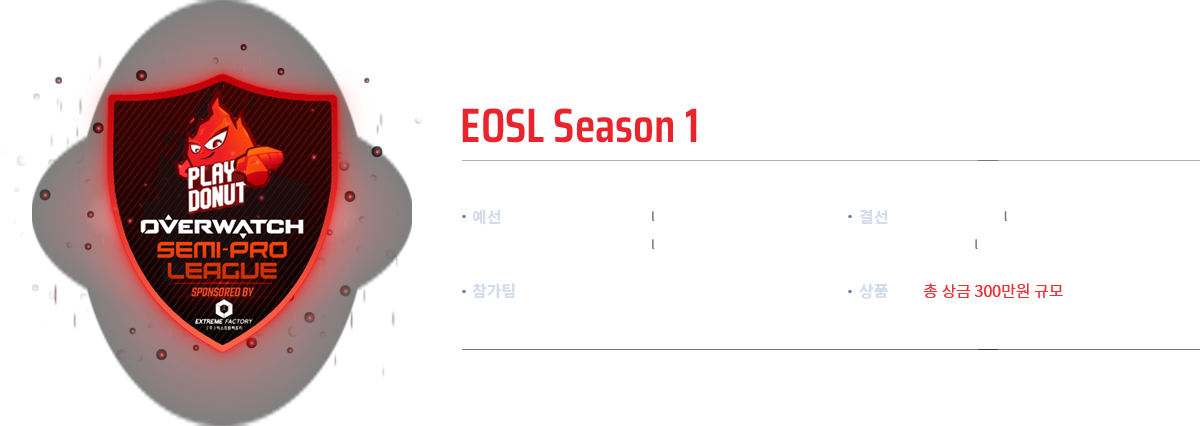 EOSL Season 1
PLAY
DONUT
OVERWATCH
SEMI-PRO
LEAGUE
SPONSORED BY
EXTREME FACTORY
(주)익스트림팩토리
• 예선 l • 결선 l
l l
• 참가팀 • 상품 총 상금 300만원 규모